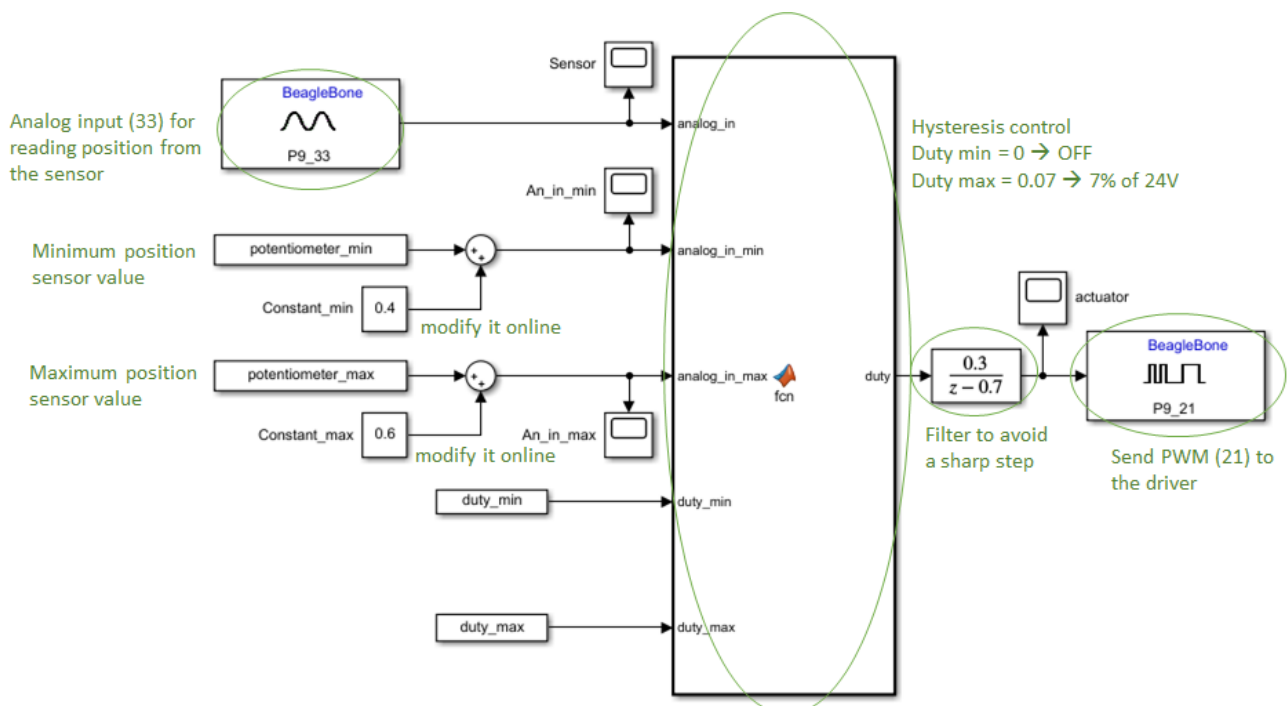 Sensor
BeagleBone
P9_33
Analog input (33) for
reading position from
the sensor
analog_in
Hysteresis control
Duty min = 0 → OFF
Duty max = 0.07 → 7% of 24V
An_in_min
Minimum position
sensor value
potentiometer_min
+
+
analog_in_min
Constant_min
0.4
modify it online
actuator
Maximum position
sensor value
potentiometer_max
+
+
analog_in_max
fcn
duty
0.3
z − 0.7
BeagleBone
P9_21
Constant_max
0.6
modify it online
An_in_max
Filter to avoid
a sharp step
Send PWM (21) to
the driver
duty_min
duty_min
duty_max
duty_max